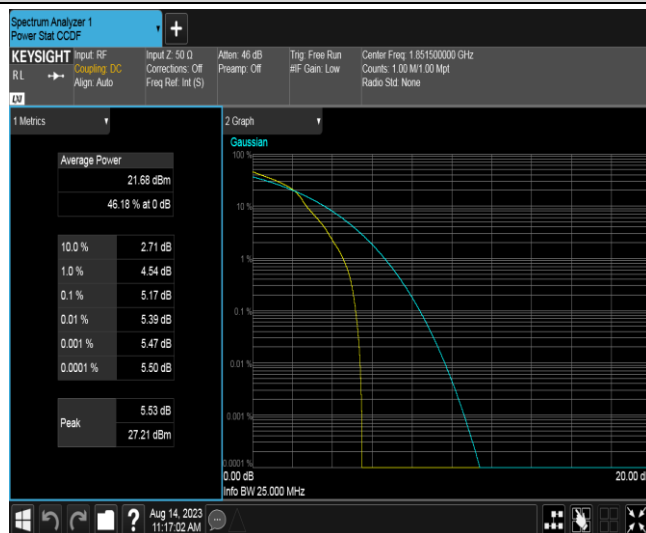 Spectrum Analyzer 1
Power Stat CCDF
KEYSIGHT
RL
LXI
Input: RF
Coupling: DC
Align: Auto
Input Z: 50 Ω
Corrections: Off
Freq Ref: Int (S)
Atten: 46 dB
Preamp: Off
Trig: Free Run
#IF Gain: Low
Center Freq: 1.851500000 GHz
Counts: 1.00 M/1.00 Mpt
Radio Std: None
1 Metrics
Average Power
21.68 dBm
46.18 % at 0 dB
10.0 % 2.71 dB
1.0 % 4.54 dB
0.1 % 5.17 dB
0.01 % 5.39 dB
0.001 % 5.47 dB
0.0001 % 5.50 dB
Peak
5.53 dB
27.21 dBm
2 Graph
Gaussian
100 %
10 %
1 %
0.1 %
0.01 %
0.001 %
0.0001 %
0.00 dB
20.00 d
Info BW 25.000 MHz
?
Aug 14, 2023
11:17:02 AM